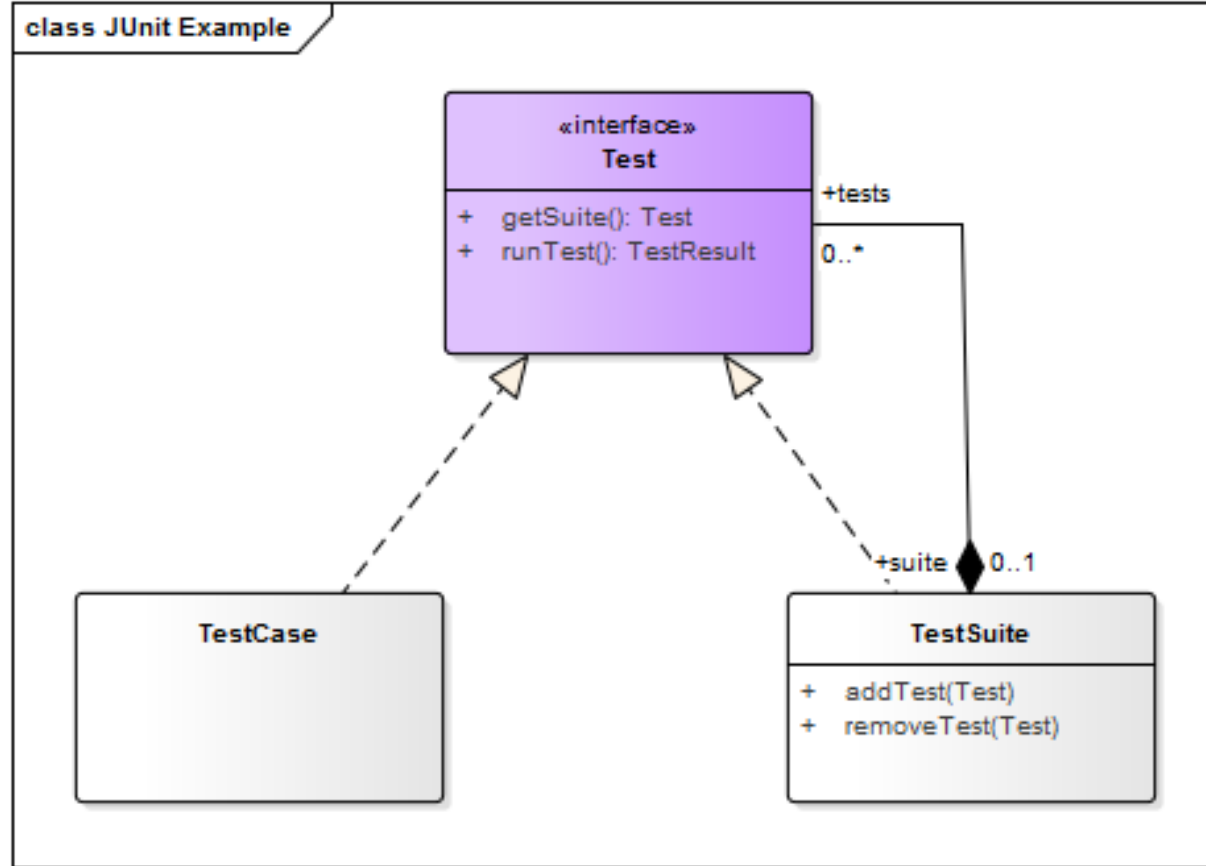 class JUnit Example
«interface»
Test
+ getSuite(): Test
+ runTest(): TestResult
+tests
0..*
+suite 0..1
TestCase
TestSuite
+ addTest(Test)
+ removeTest(Test)